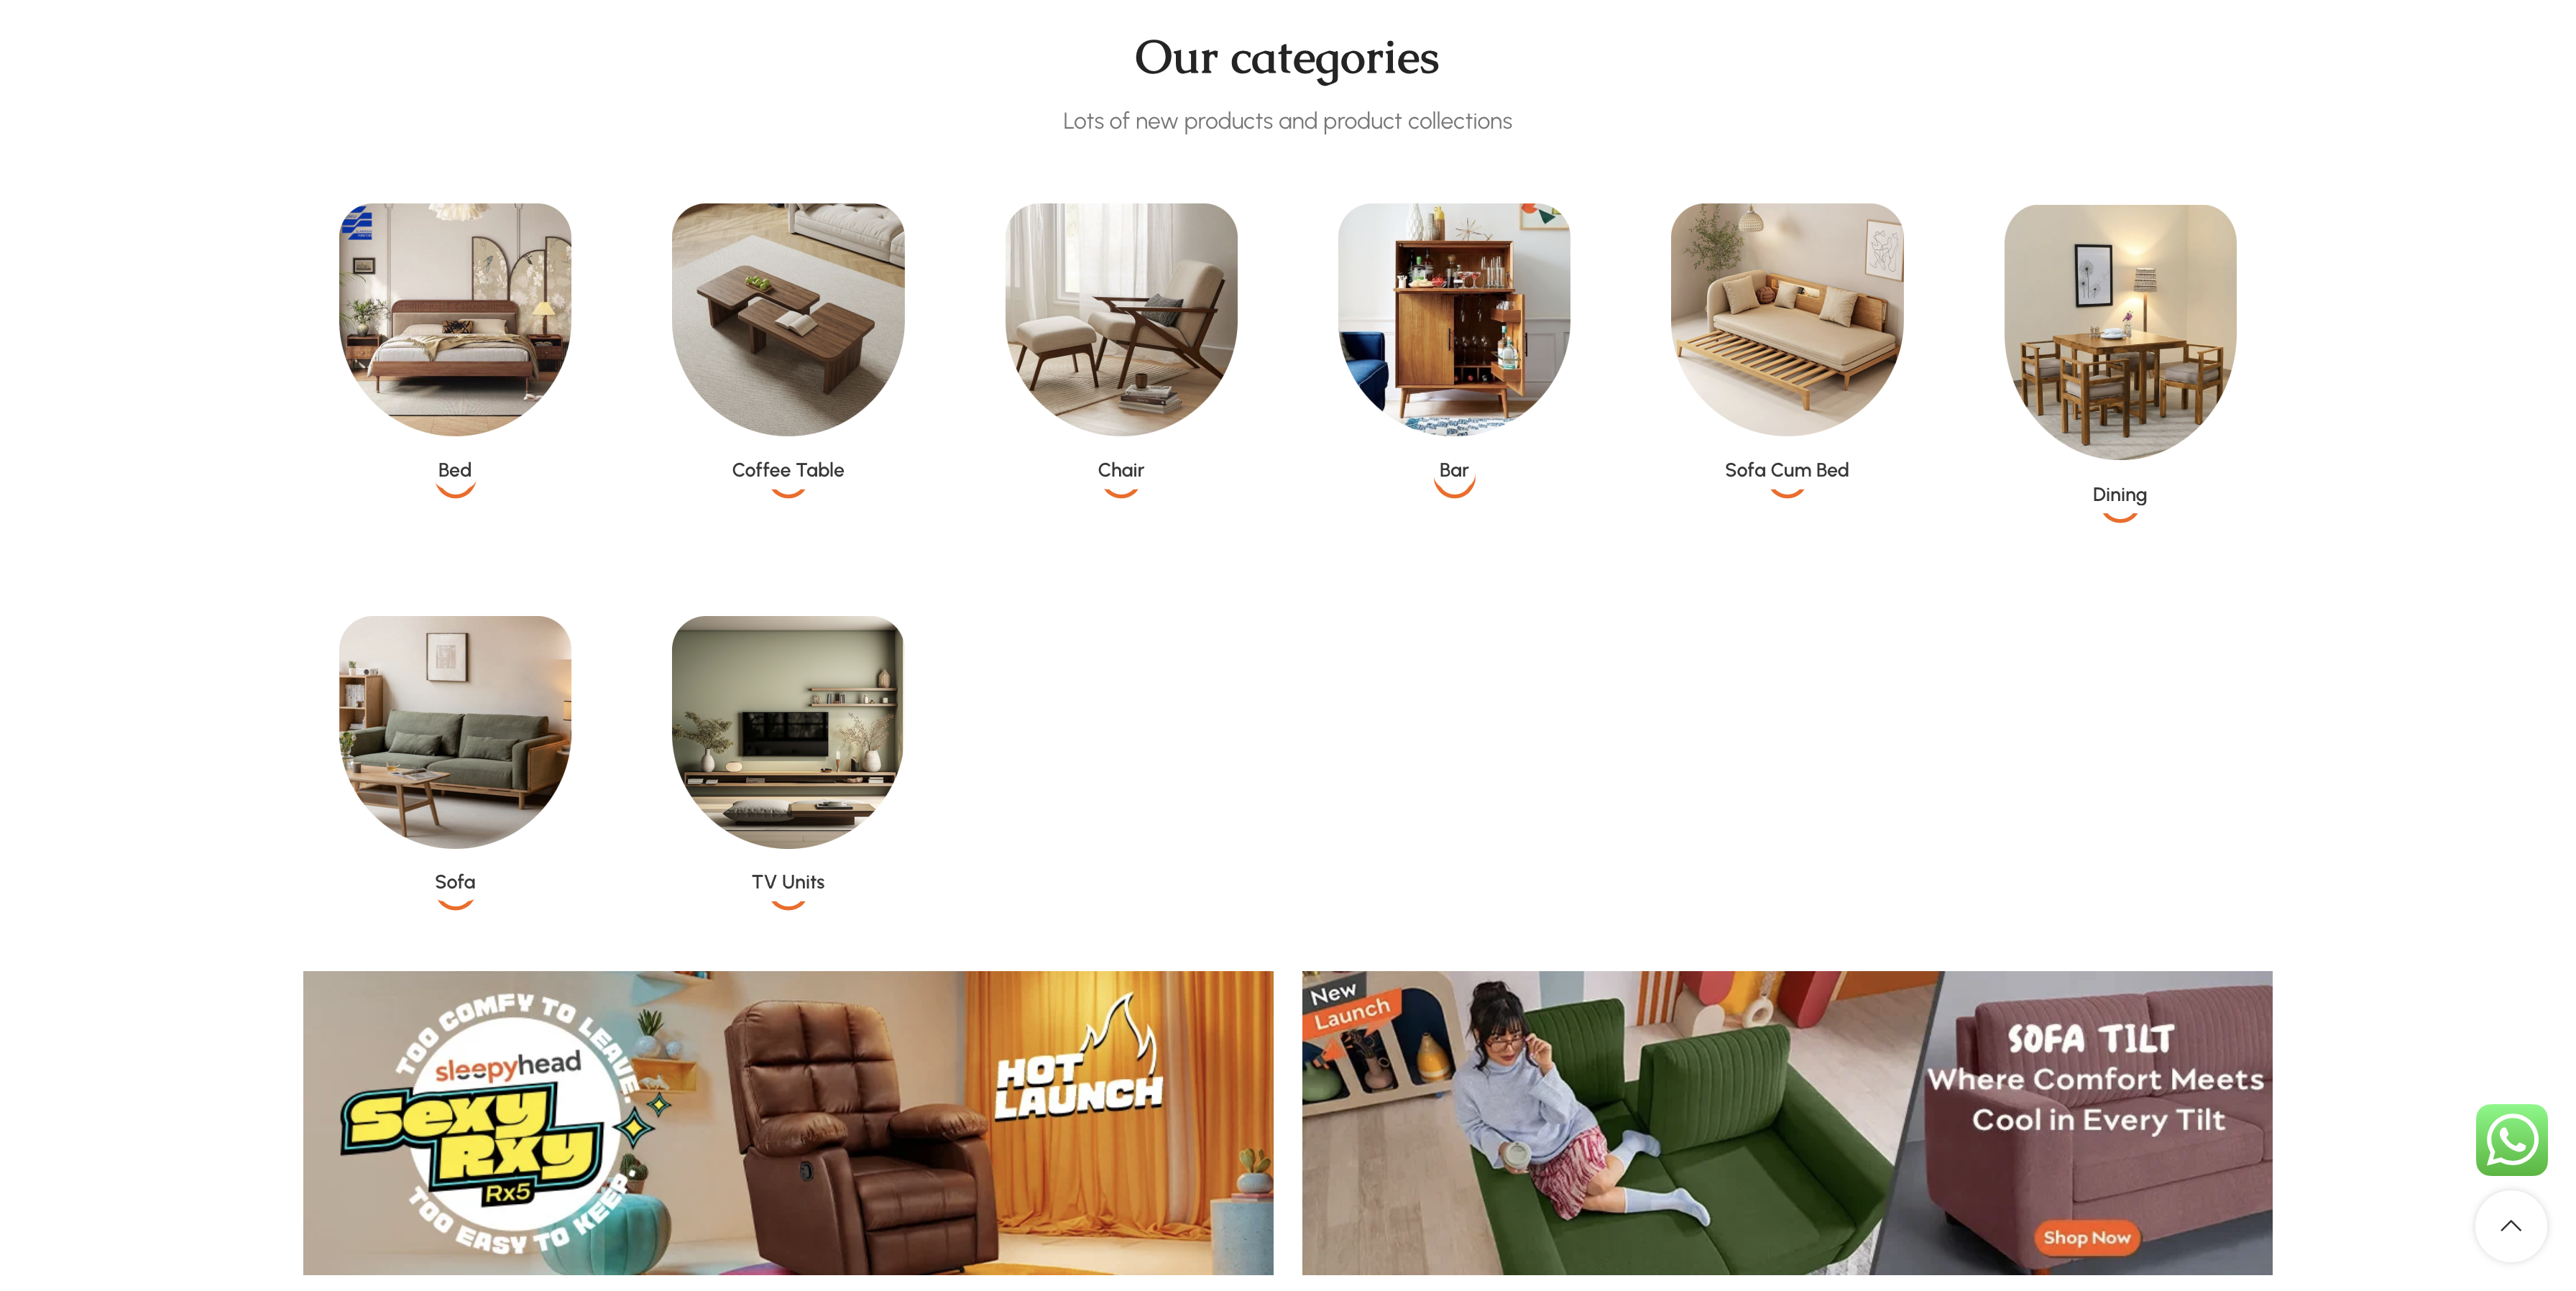 Our categories
Lots of new products and product collections
Bed
Coffee Table
Chair
Bar
Sofa Cum Bed
Dining
Sofa
TV Units
TOO COMFY TO LEAVE.
sleepyhead
Sexy
Rxy
Rx5
TOO EASY TO KEEP.
HOT
LAUNCH
New
Launch
SOFA TILT
Where Comfort Meets
Cool in Every Tilt
Shop Now